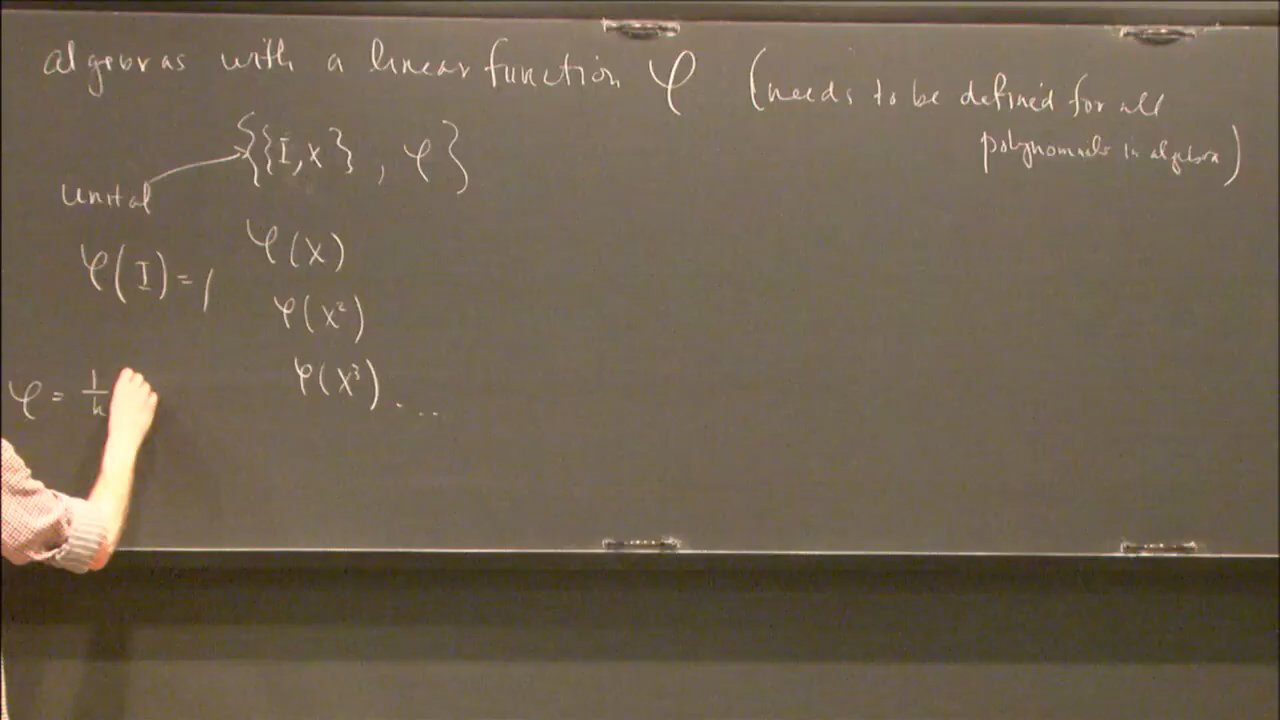 algebras with a linear function φ (needs to be defined for all
polynomials in algebra)
{{I,x}, φ}
unital
φ(I)=1
φ(x)
φ(x²)
φ(x³) ....
φ = 1/n